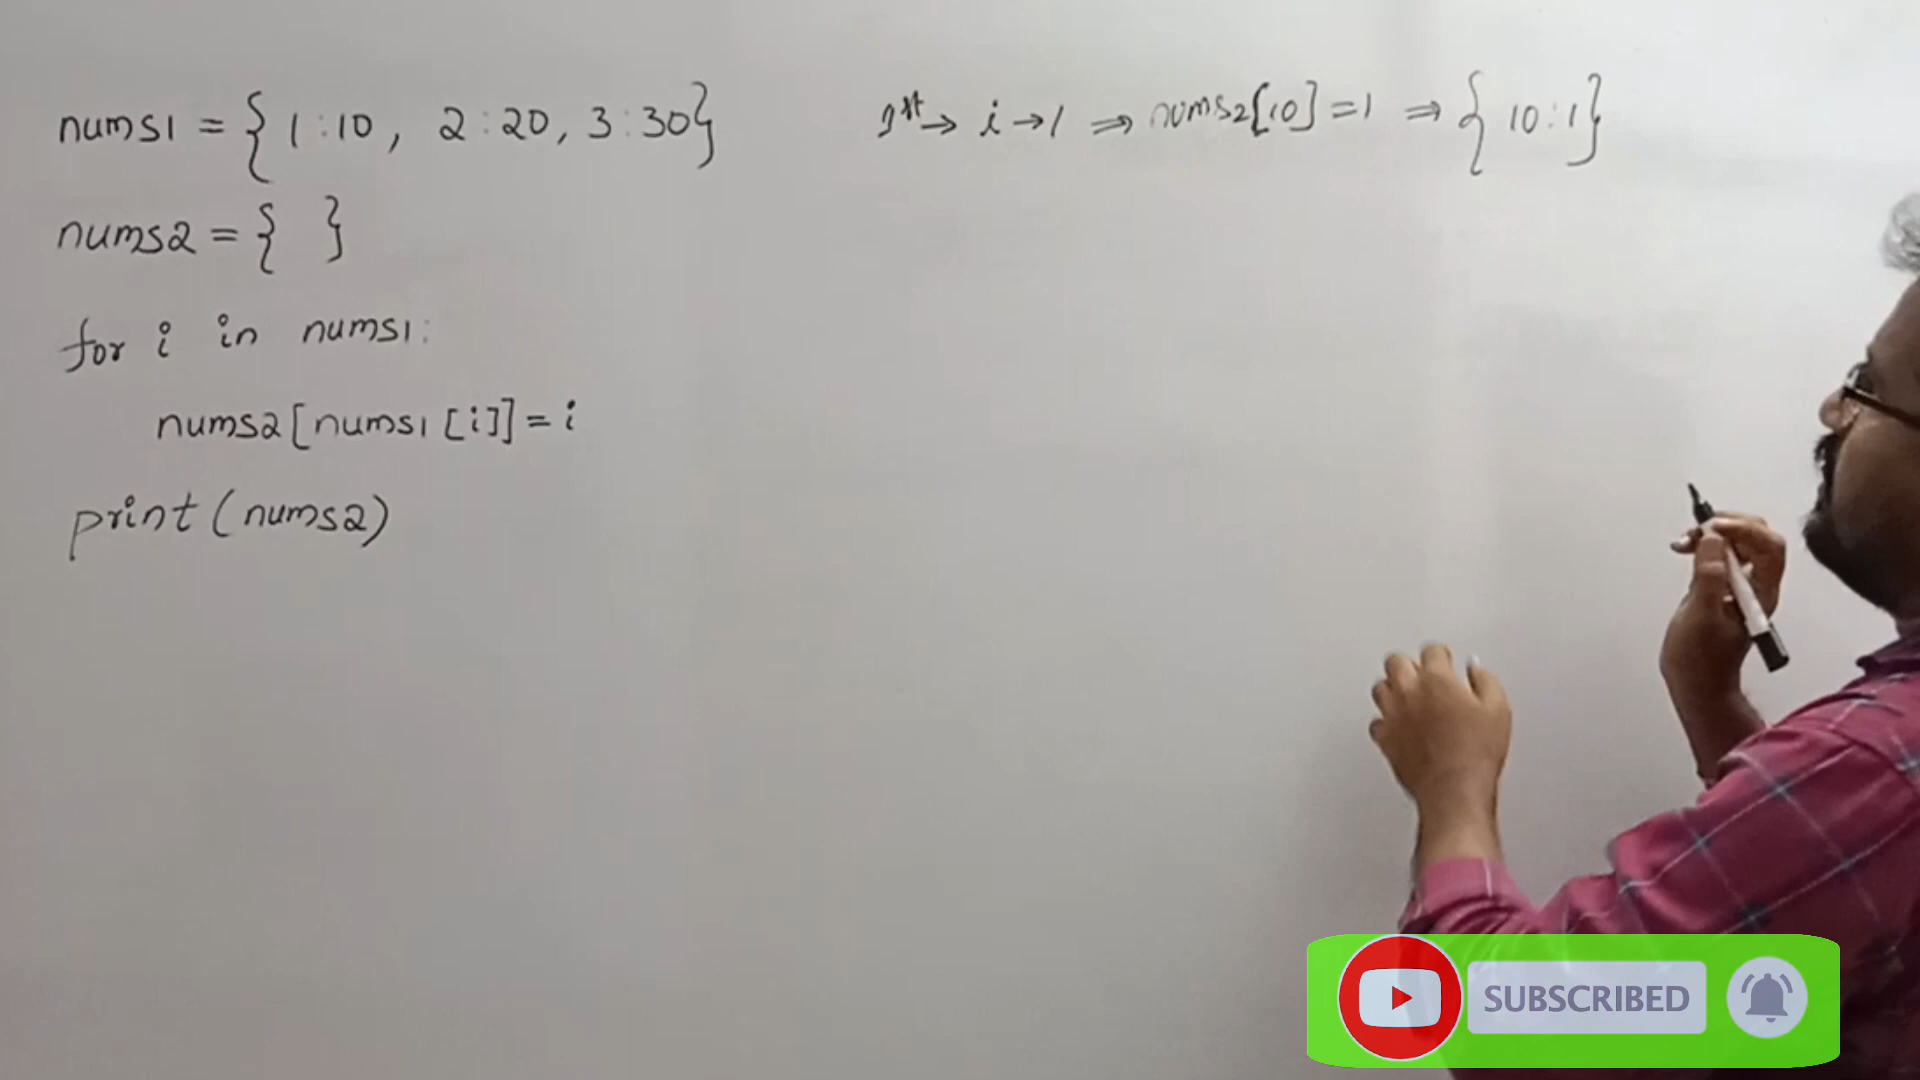 nums1 = {1:10, 2:20, 3:30}
nums2 = { }
for i in nums1:
nums2[nums1[i]] = i
print(nums2)
1st → i → 1 ⇒ nums2[10] = 1 ⇒ {10:1}
SUBSCRIBED